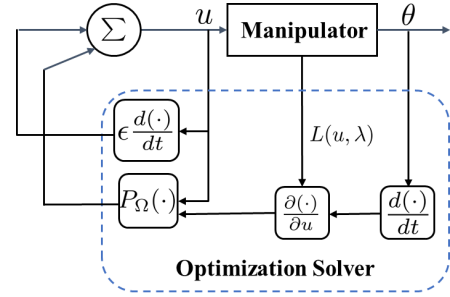 ∑
u
Manipulator
θ
ϵ d(·)/dt
L(u, λ)
P_Ω(·)
∂(·)/∂u
d(·)/dt
Optimization Solver